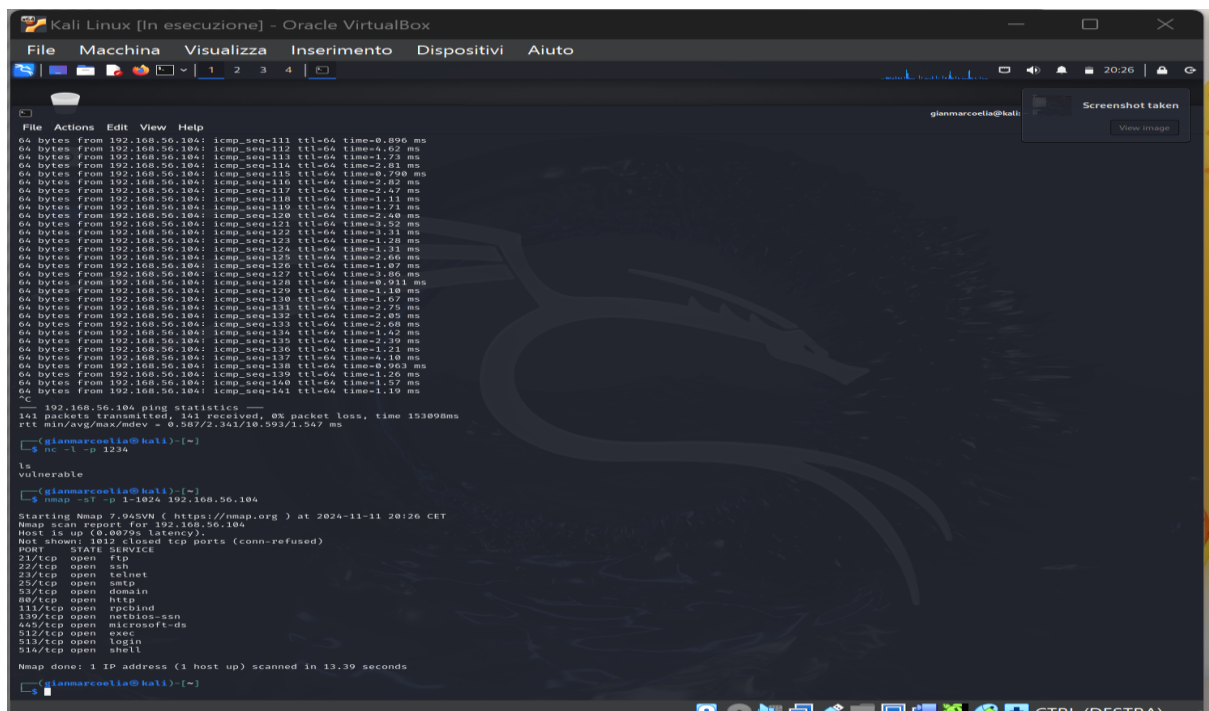 Kali Linux [In esecuzione] - Oracle VirtualBox
File Macchina Visualizza Inserimento Dispositivi Aiuto
1 2 3 4
20:26
Screenshot taken
View image
gianmarcoelia@kali:
File Actions Edit View Help
64 bytes from 192.168.56.104: icmp_seq=111 ttl=64 time=0.896 ms
64 bytes from 192.168.56.104: icmp_seq=112 ttl=64 time=4.62 ms
64 bytes from 192.168.56.104: icmp_seq=113 ttl=64 time=1.73 ms
64 bytes from 192.168.56.104: icmp_seq=114 ttl=64 time=2.81 ms
64 bytes from 192.168.56.104: icmp_seq=115 ttl=64 time=0.790 ms
64 bytes from 192.168.56.104: icmp_seq=116 ttl=64 time=2.82 ms
64 bytes from 192.168.56.104: icmp_seq=117 ttl=64 time=2.47 ms
64 bytes from 192.168.56.104: icmp_seq=118 ttl=64 time=1.11 ms
64 bytes from 192.168.56.104: icmp_seq=119 ttl=64 time=1.71 ms
64 bytes from 192.168.56.104: icmp_seq=120 ttl=64 time=2.40 ms
64 bytes from 192.168.56.104: icmp_seq=121 ttl=64 time=3.52 ms
64 bytes from 192.168.56.104: icmp_seq=122 ttl=64 time=3.31 ms
64 bytes from 192.168.56.104: icmp_seq=123 ttl=64 time=1.28 ms
64 bytes from 192.168.56.104: icmp_seq=124 ttl=64 time=1.31 ms
64 bytes from 192.168.56.104: icmp_seq=125 ttl=64 time=2.66 ms
64 bytes from 192.168.56.104: icmp_seq=126 ttl=64 time=1.07 ms
64 bytes from 192.168.56.104: icmp_seq=127 ttl=64 time=3.86 ms
64 bytes from 192.168.56.104: icmp_seq=128 ttl=64 time=0.911 ms
64 bytes from 192.168.56.104: icmp_seq=129 ttl=64 time=1.10 ms
64 bytes from 192.168.56.104: icmp_seq=130 ttl=64 time=1.67 ms
64 bytes from 192.168.56.104: icmp_seq=131 ttl=64 time=2.75 ms
64 bytes from 192.168.56.104: icmp_seq=132 ttl=64 time=2.05 ms
64 bytes from 192.168.56.104: icmp_seq=133 ttl=64 time=2.68 ms
64 bytes from 192.168.56.104: icmp_seq=134 ttl=64 time=1.42 ms
64 bytes from 192.168.56.104: icmp_seq=135 ttl=64 time=2.39 ms
64 bytes from 192.168.56.104: icmp_seq=136 ttl=64 time=1.21 ms
64 bytes from 192.168.56.104: icmp_seq=137 ttl=64 time=4.10 ms
64 bytes from 192.168.56.104: icmp_seq=138 ttl=64 time=0.963 ms
64 bytes from 192.168.56.104: icmp_seq=139 ttl=64 time=1.26 ms
64 bytes from 192.168.56.104: icmp_seq=140 ttl=64 time=1.57 ms
64 bytes from 192.168.56.104: icmp_seq=141 ttl=64 time=1.19 ms
^C
— 192.168.56.104 ping statistics —
141 packets transmitted, 141 received, 0% packet loss, time 153098ms
rtt min/avg/max/mdev = 0.587/2.341/10.593/1.547 ms
(gianmarcoelia㉿kali)-[~]
$ nc -l -p 1234
ls
vulnerable
(gianmarcoelia㉿kali)-[~]
$ nmap -sT -p 1-1024 192.168.56.104
Starting Nmap 7.94SVN ( https://nmap.org ) at 2024-11-11 20:26 CET
Nmap scan report for 192.168.56.104
Host is up (0.0079s latency).
Not shown: 1012 closed tcp ports (conn-refused)
PORT STATE SERVICE
21/tcp open ftp
22/tcp open ssh
23/tcp open telnet
25/tcp open smtp
53/tcp open domain
80/tcp open http
111/tcp open rpcbind
139/tcp open netbios-ssn
445/tcp open microsoft-ds
512/tcp open exec
513/tcp open login
514/tcp open shell
Nmap done: 1 IP address (1 host up) scanned in 13.39 seconds
(gianmarcoelia㉿kali)-[~]
$
CTRL (DESTRA)